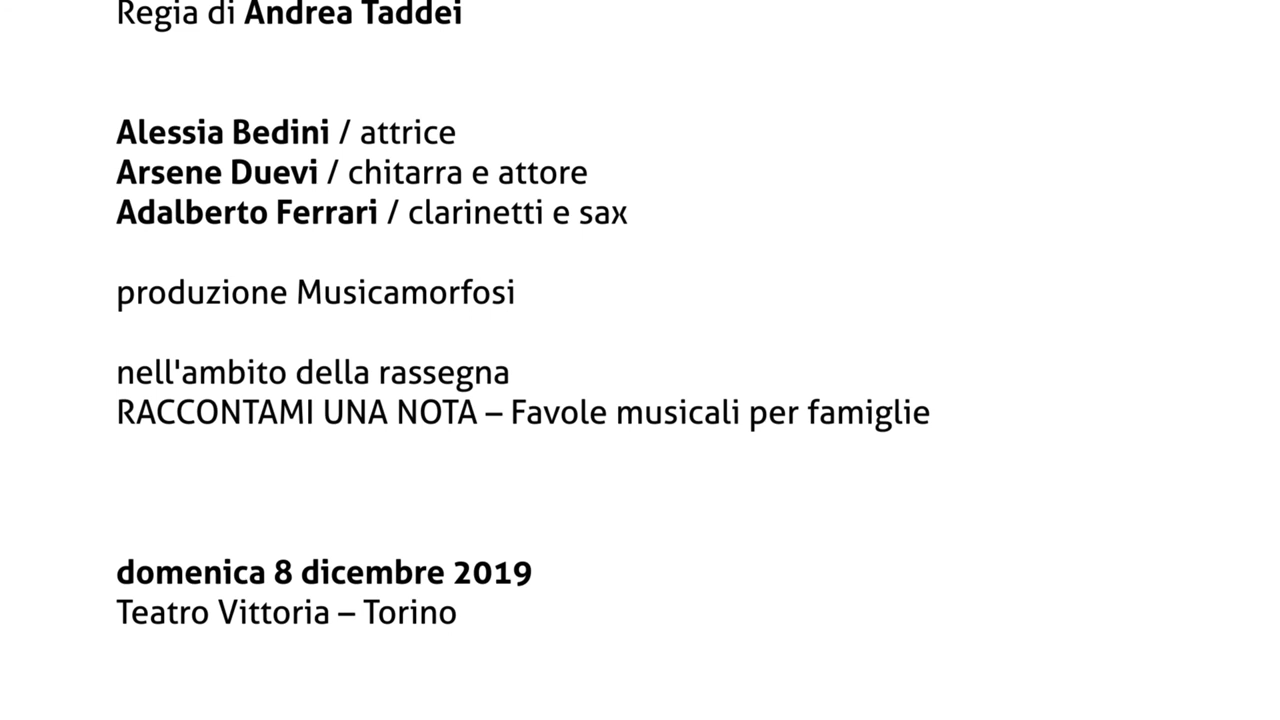 Regia di Andrea Taddei
Alessia Bedini / attrice
Arsene Duevi / chitarra e attore
Adalberto Ferrari / clarinetti e sax
produzione Musicamorfosi
nell'ambito della rassegna
RACCONTAMI UNA NOTA – Favole musicali per famiglie
domenica 8 dicembre 2019
Teatro Vittoria – Torino